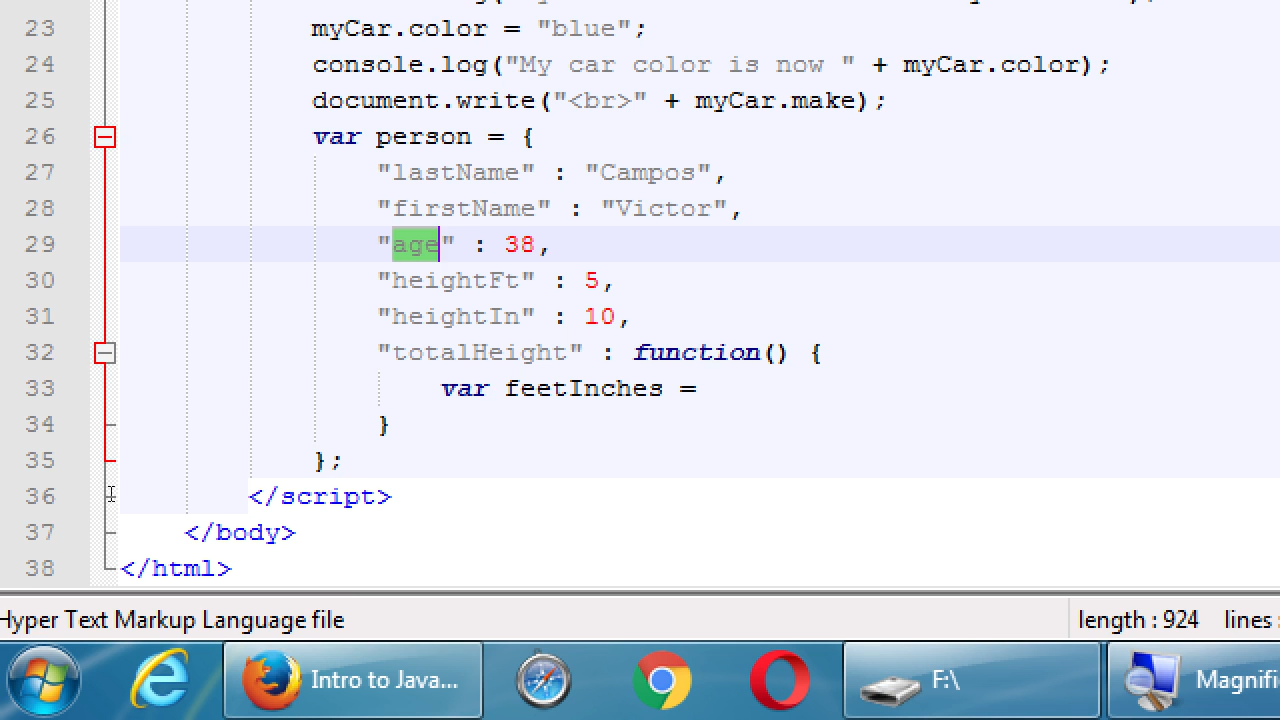 23 myCar.color = "blue";
24 console.log("My car color is now " + myCar.color);
25 document.write("<br>" + myCar.make);
26 var person = {
27 "lastName" : "Campos",
28 "firstName" : "Victor",
29 "age" : 38,
30 "heightFt" : 5,
31 "heightIn" : 10,
32 "totalHeight" : function() {
33 var feetInches =
34 }
35 };
36 </script>
37 </body>
38 </html>
Hyper Text Markup Language file length : 924 lines :
Intro to Java... F:\ Magnifi